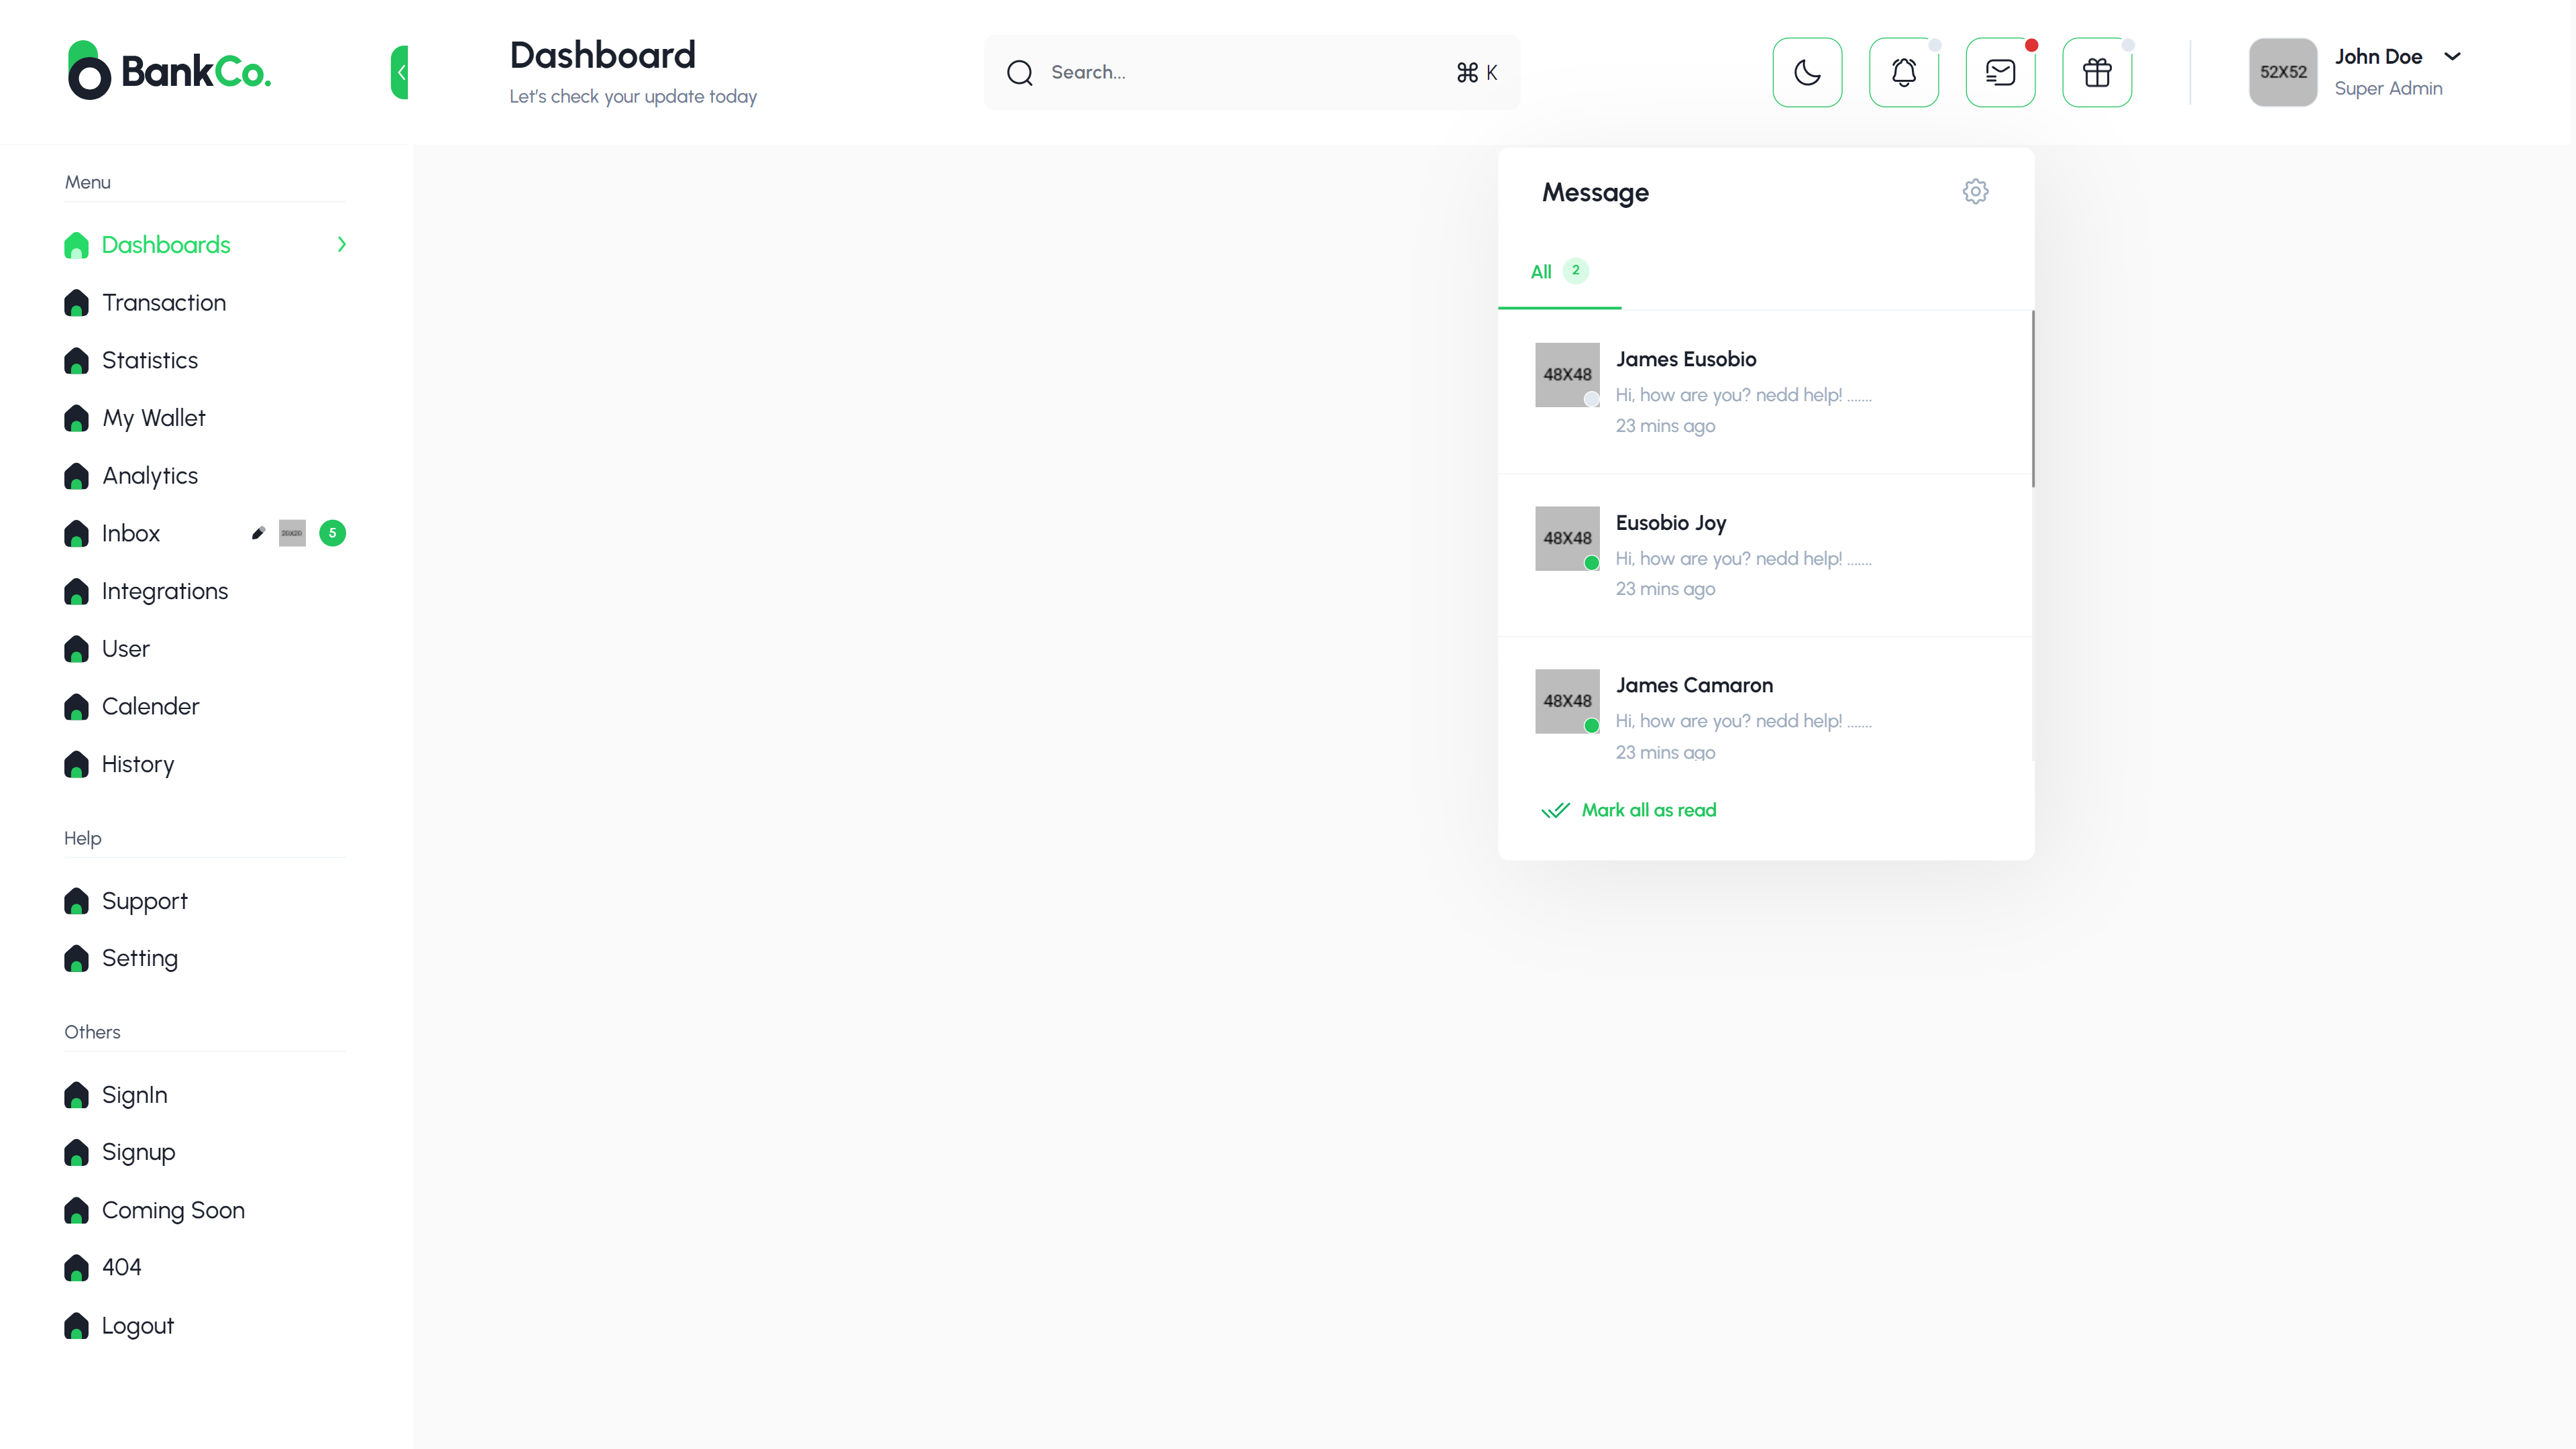 BankCo.
Dashboard
Let's check your update today
Search...
⌘ K
52X52
John Doe
Super Admin
Menu
Dashboards
Transaction
Statistics
My Wallet
Analytics
Inbox
5
Integrations
User
Calender
History
Help
Support
Setting
Others
SignIn
Signup
Coming Soon
404
Logout
Message
All 2
48X48
James Eusobio
Hi, how are you? nedd help! .......
23 mins ago
48X48
Eusobio Joy
Hi, how are you? nedd help! .......
23 mins ago
48X48
James Camaron
Hi, how are you? nedd help! .......
23 mins ago
Mark all as read